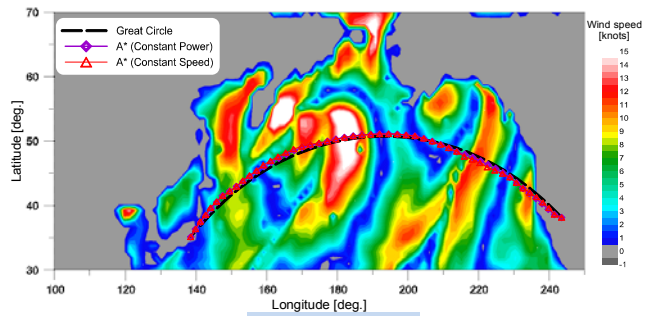 70
60
50
40
30
Latitude [deg.]
Great Circle
A* (Constant Power)
A* (Constant Speed)
100 120 140 160 180 200 220 240
Longitude [deg.]
Wind speed
[knots]
15
14
13
12
11
10
9
8
7
6
5
4
3
2
1
0
-1